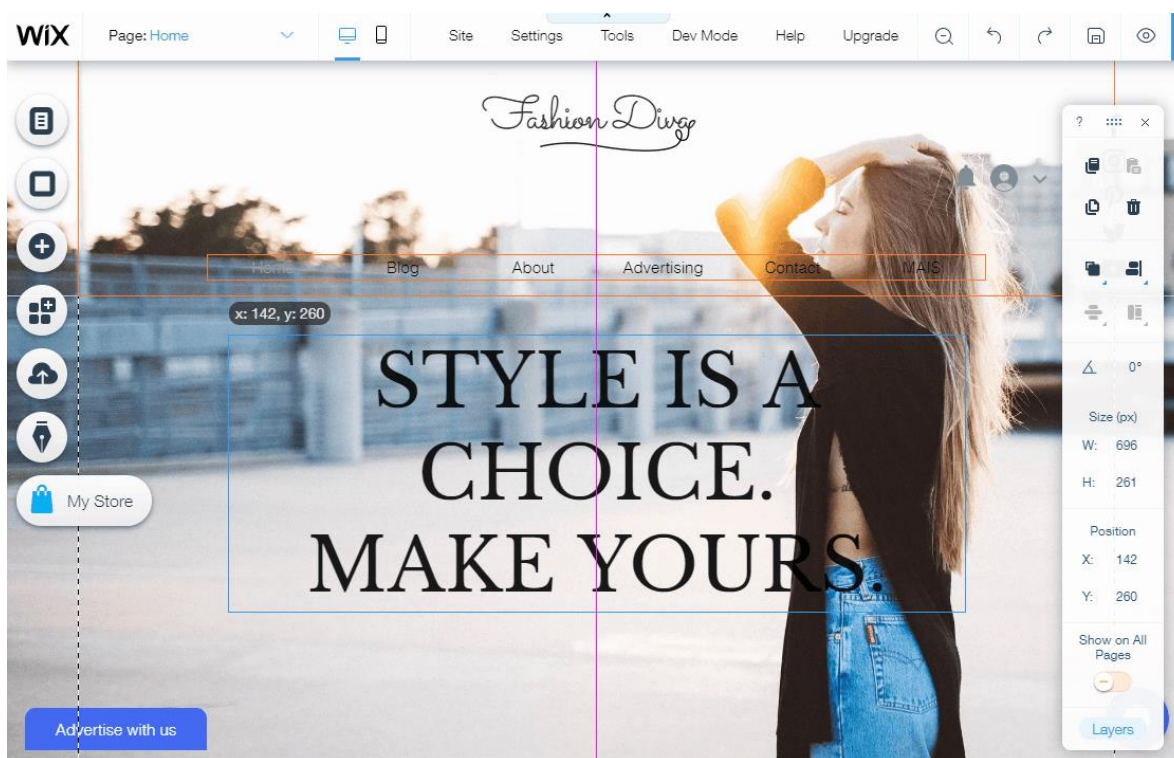 WiX Page: Home Site Settings Tools Dev Mode Help Upgrade
Fashion Diva
?
Home Blog About Advertising Contact MAIS
x: 142, y: 260
STYLE IS A
CHOICE.
MAKE YOURS.
0°
Size (px)
W: 696
H: 261
My Store
Position
X: 142
Y: 260
Show on All
Pages
Advertise with us
Layers